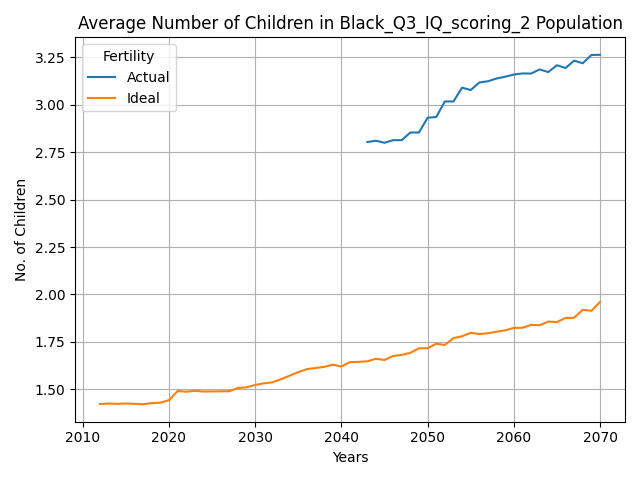 Average Number of Children in Black_Q3_IQ_scoring_2 Population
Fertility
Actual
Ideal
No. of Children
3.25
3.00
2.75
2.50
2.25
2.00
1.75
1.50
2010 2020 2030 2040 2050 2060 2070
Years